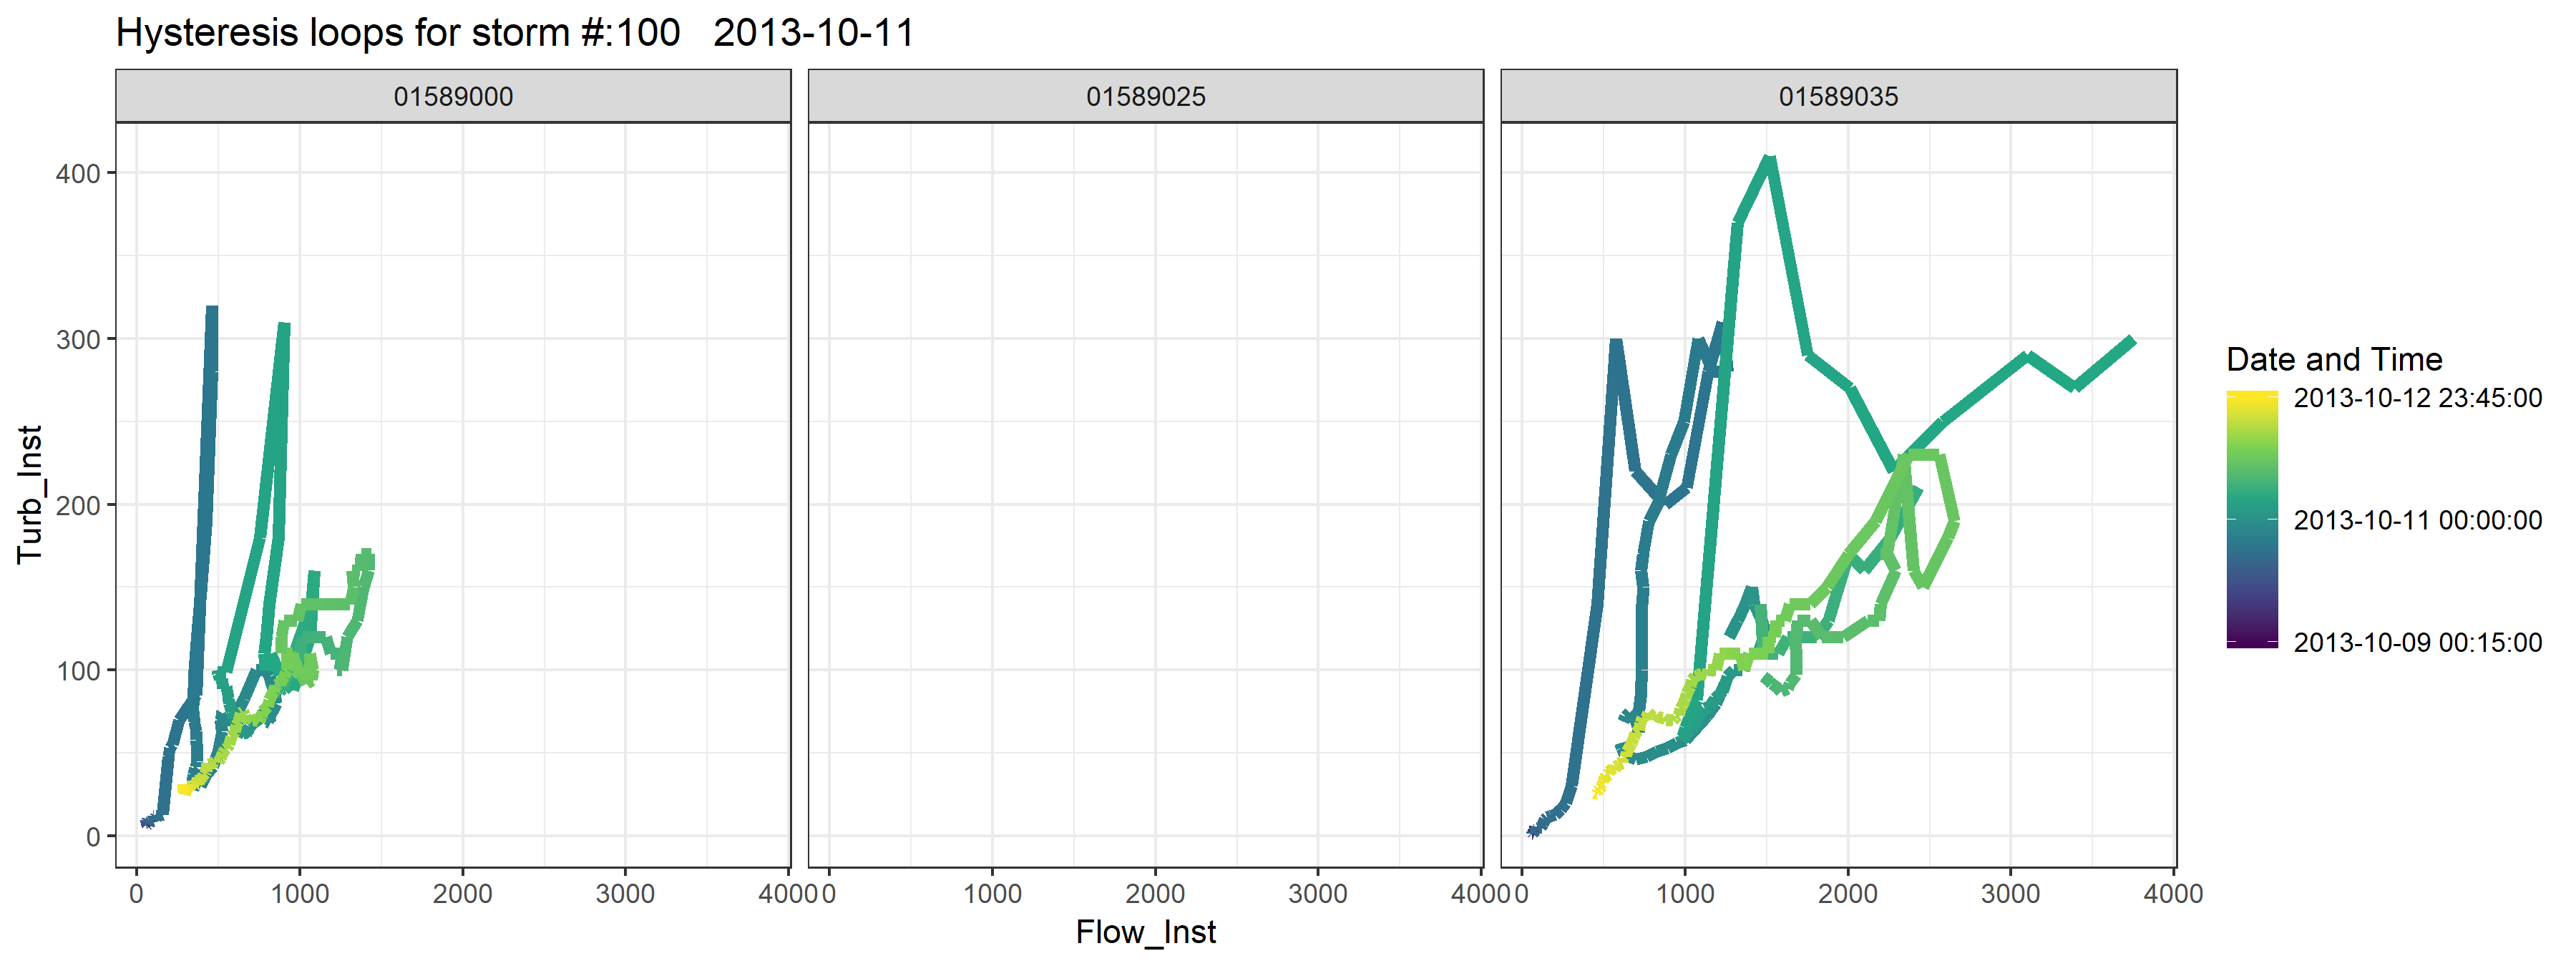 Hysteresis loops for storm #:100   2013-10-11
01589000 01589025 01589035
Turb_Inst
400
300
200
100
0
0 1000 2000 3000 4000 0 1000 2000 3000 4000 0 1000 2000 3000 4000
Flow_Inst
Date and Time
2013-10-12 23:45:00
2013-10-11 00:00:00
2013-10-09 00:15:00